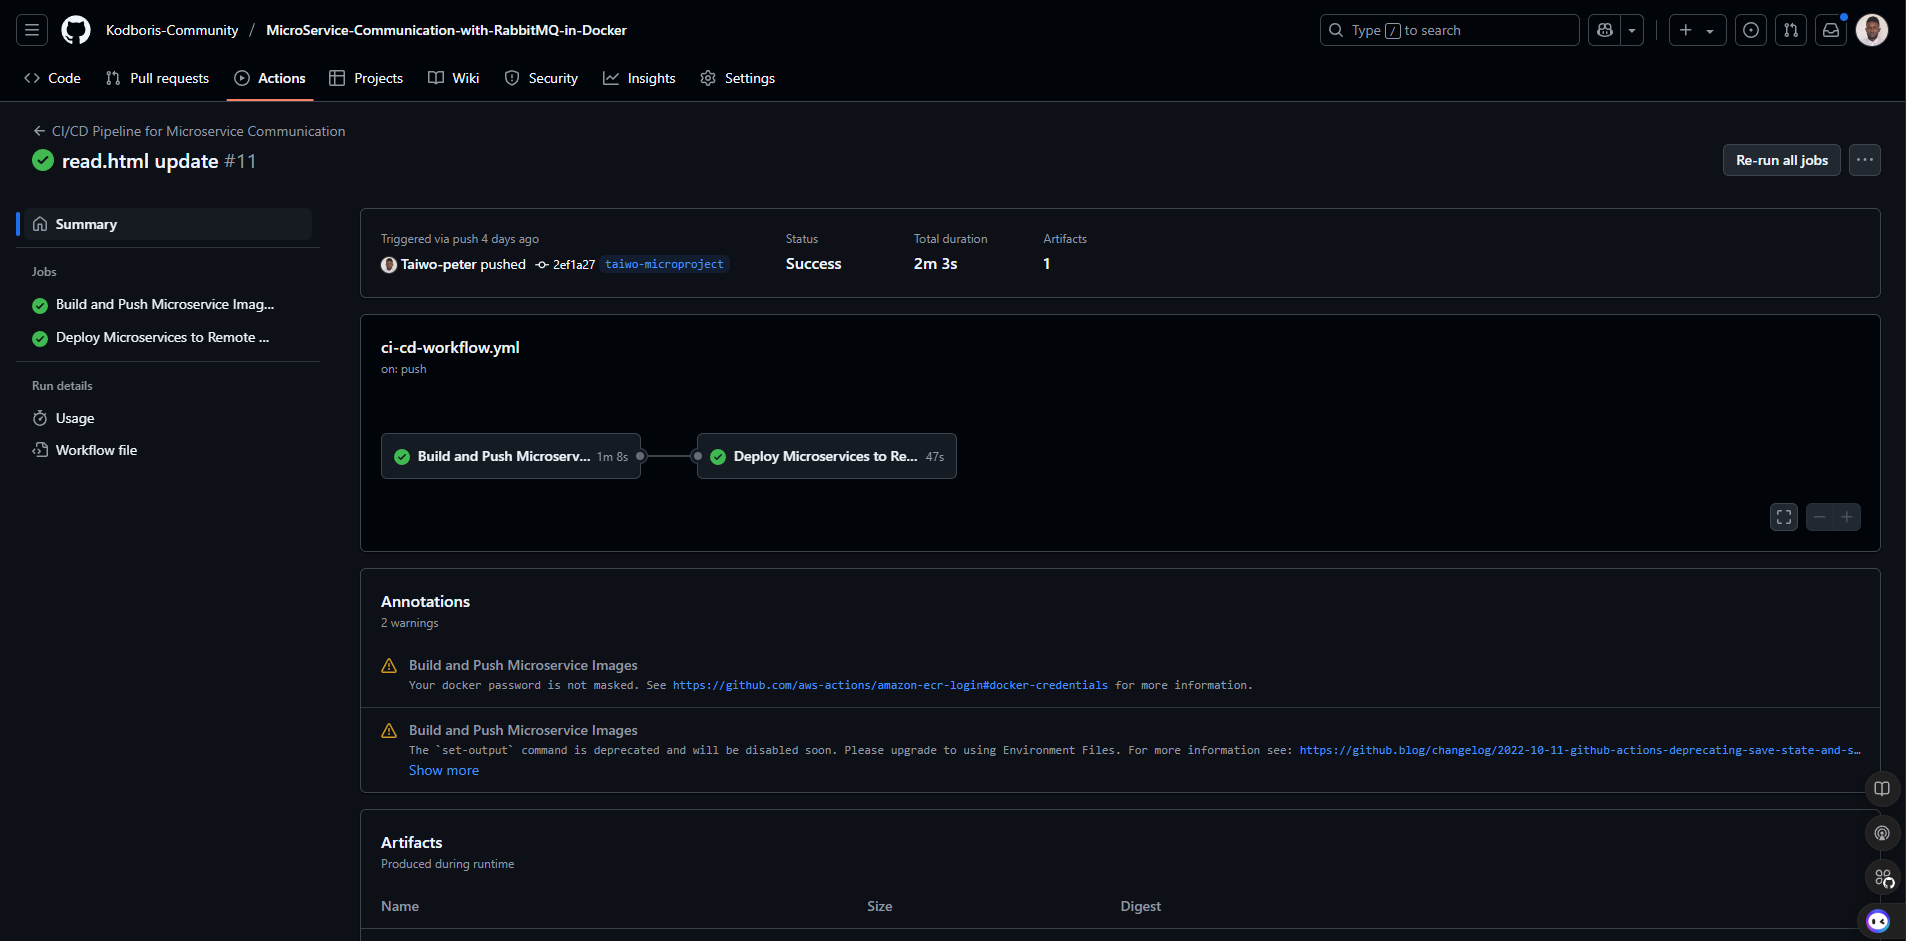 Kodboris-Community / MicroService-Communication-with-RabbitMQ-in-Docker
Type / to search
Code Pull requests Actions Projects Wiki Security Insights Settings
CI/CD Pipeline for Microservice Communication
read.html update #11
Re-run all jobs
Summary
Jobs
Build and Push Microservice Imag...
Deploy Microservices to Remote ...
Run details
Usage
Workflow file
Triggered via push 4 days ago
Taiwo-peter pushed 2ef1a27 taiwo-microproject
Status
Success
Total duration
2m 3s
Artifacts
1
ci-cd-workflow.yml
on: push
Build and Push Microserv... 1m 8s
Deploy Microservices to Re... 47s
Annotations
2 warnings
Build and Push Microservice Images
Your docker password is not masked. See https://github.com/aws-actions/amazon-ecr-login#docker-credentials for more information.
Build and Push Microservice Images
The `set-output` command is deprecated and will be disabled soon. Please upgrade to using Environment Files. For more information see: https://github.blog/changelog/2022-10-11-github-actions-deprecating-save-state-and-s…
Show more
Artifacts
Produced during runtime
Name Size Digest